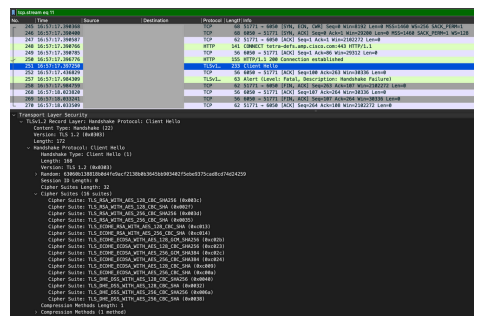 tcp.stream eq 11
No. Time Source Destination Protocol Length Info
245 16:57:17.390368 TCP 68 51771 → 6050 [SYN, ECN, CWR] Seq=0 Win=8192 Len=0 MSS=1460 WS=256 SACK_PERM=1
246 16:57:17.390400 TCP 68 6050 → 51771 [SYN, ACK] Seq=0 Ack=1 Win=29200 Len=0 MSS=1460 SACK_PERM=1 WS=128
247 16:57:17.390507 TCP 62 51771 → 6050 [ACK] Seq=1 Ack=1 Win=2102272 Len=0
248 16:57:17.390766 HTTP 141 CONNECT tetra-defs.amp.cisco.com:443 HTTP/1.1
249 16:57:17.390785 TCP 56 6050 → 51771 [ACK] Seq=1 Ack=86 Win=29312 Len=0
250 16:57:17.396776 HTTP 155 HTTP/1.1 200 Connection established
251 16:57:17.397250 TLSv1… 233 Client Hello
252 16:57:17.436829 TCP 56 6050 → 51771 [ACK] Seq=100 Ack=263 Win=30336 Len=0
257 16:57:17.984309 TLSv1… 63 Alert (Level: Fatal, Description: Handshake Failure)
258 16:57:17.984759 TCP 62 51771 → 6050 [FIN, ACK] Seq=263 Ack=107 Win=2102272 Len=0
268 16:57:18.023820 TCP 56 6050 → 51771 [ACK] Seq=107 Ack=264 Win=30336 Len=0
269 16:57:18.033241 TCP 56 6050 → 51771 [FIN, ACK] Seq=107 Ack=264 Win=30336 Len=0
270 16:57:18.033509 TCP 62 51771 → 6050 [ACK] Seq=264 Ack=108 Win=2102272 Len=0
Transport Layer Security
TLSv1.2 Record Layer: Handshake Protocol: Client Hello
Content Type: Handshake (22)
Version: TLS 1.2 (0x0303)
Length: 172
Handshake Protocol: Client Hello
Handshake Type: Client Hello (1)
Length: 168
Version: TLS 1.2 (0x0303)
Session ID Length: 0
Cipher Suites Length: 32
Cipher Suites (16 suites)
Cipher Suite: TLS_RSA_WITH_AES_128_CBC_SHA256 (0x003c)
Cipher Suite: TLS_RSA_WITH_AES_128_CBC_SHA (0x002f)
Cipher Suite: TLS_RSA_WITH_AES_256_CBC_SHA256 (0x003d)
Cipher Suite: TLS_RSA_WITH_AES_256_CBC_SHA (0x0035)
Cipher Suite: TLS_ECDHE_RSA_WITH_AES_128_CBC_SHA (0xc013)
Cipher Suite: TLS_ECDHE_RSA_WITH_AES_256_CBC_SHA (0xc014)
Cipher Suite: TLS_ECDHE_ECDSA_WITH_AES_128_GCM_SHA256 (0xc02b)
Cipher Suite: TLS_ECDHE_ECDSA_WITH_AES_128_CBC_SHA256 (0xc023)
Cipher Suite: TLS_ECDHE_ECDSA_WITH_AES_256_GCM_SHA384 (0xc02c)
Cipher Suite: TLS_ECDHE_ECDSA_WITH_AES_256_CBC_SHA384 (0xc024)
Cipher Suite: TLS_ECDHE_ECDSA_WITH_AES_128_CBC_SHA (0xc009)
Cipher Suite: TLS_ECDHE_ECDSA_WITH_AES_256_CBC_SHA (0xc00a)
Cipher Suite: TLS_DHE_DSS_WITH_AES_128_CBC_SHA256 (0x0040)
Cipher Suite: TLS_DHE_DSS_WITH_AES_128_CBC_SHA (0x0032)
Cipher Suite: TLS_DHE_DSS_WITH_AES_256_CBC_SHA256 (0x006a)
Cipher Suite: TLS_DHE_DSS_WITH_AES_256_CBC_SHA (0x0038)
Compression Methods Length: 1
Compression Methods (1 method)